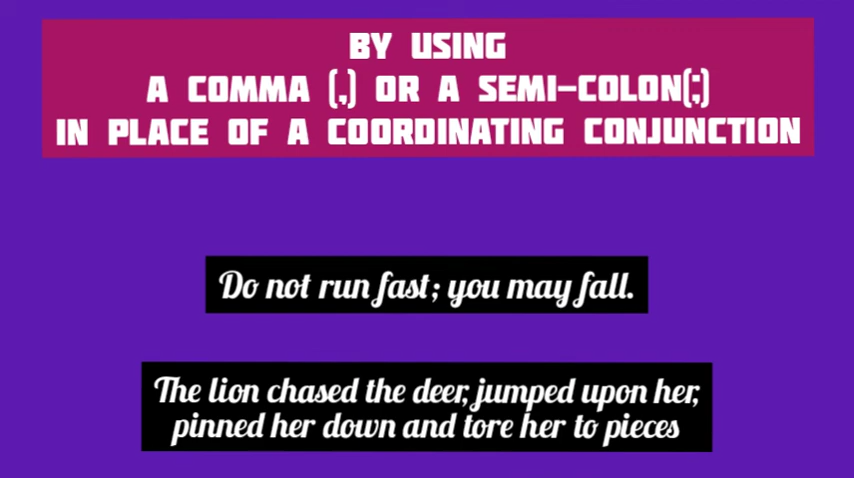 BY USING
A COMMA (,) OR A SEMI-COLON(;)
IN PLACE OF A COORDINATING CONJUNCTION
Do not run fast; you may fall.
The lion chased the deer, jumped upon her,
pinned her down and tore her to pieces